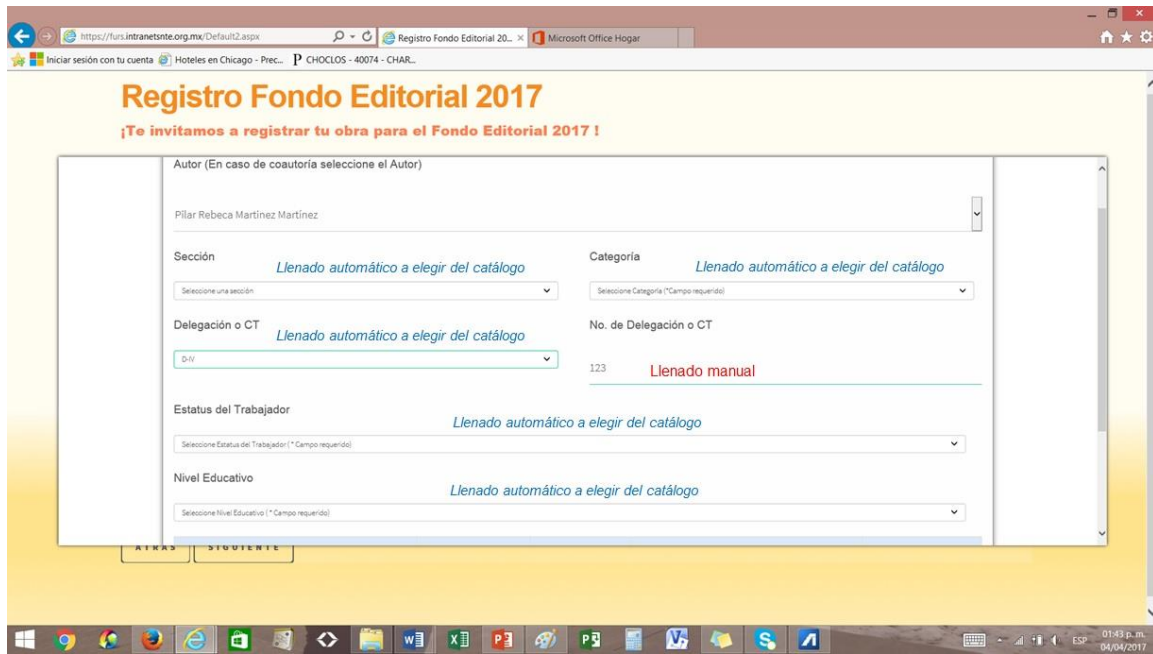 https://furs.intranetsnte.org.mx/Default2.aspx
Registro Fondo Editorial 20...
Microsoft Office Hogar
Iniciar sesión con tu cuenta
Hoteles en Chicago - Prec...
P CHOCLOS - 40074 - CHAR...
Registro Fondo Editorial 2017
¡Te invitamos a registrar tu obra para el Fondo Editorial 2017 !
Autor (En caso de coautoría seleccione el Autor)
Pilar Rebeca Martinez Martinez
Sección
Llenado automático a elegir del catálogo
Categoría
Llenado automático a elegir del catálogo
Seleccione una sección
Seleccione Categoría (*Campo requerido)
Delegación o CT
Llenado automático a elegir del catálogo
No. de Delegación o CT
D-IV
123
Llenado manual
Estatus del Trabajador
Llenado automático a elegir del catálogo
Seleccione Estatus del Trabajador ( * Campo requerido)
Nivel Educativo
Llenado automático a elegir del catálogo
Seleccione Nivel Educativo ( * Campo requerido)
ATRAS
SIGUIENTE
ESP
01:43 p. m.
04/04/2017